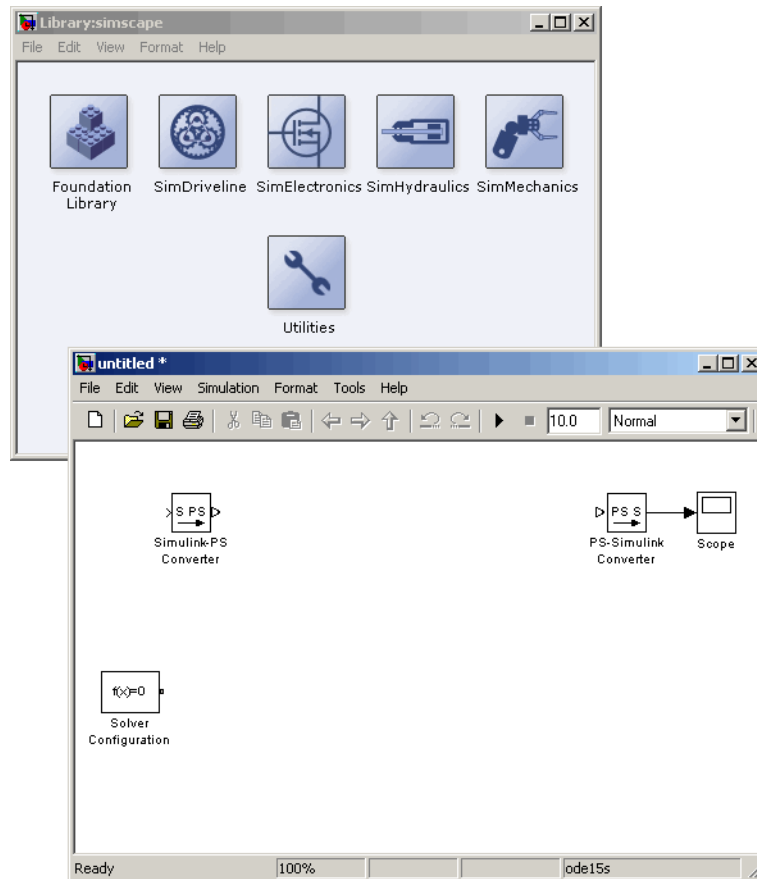 Library:simscape
File Edit View Format Help
Foundation
Library
SimDriveline
SimElectronics
SimHydraulics
SimMechanics
Utilities
untitled *
File Edit View Simulation Format Tools Help
10.0 Normal
S PS
Simulink-PS
Converter
PS S
PS-Simulink
Converter
Scope
f(x)=0
Solver
Configuration
Ready 100% ode15s